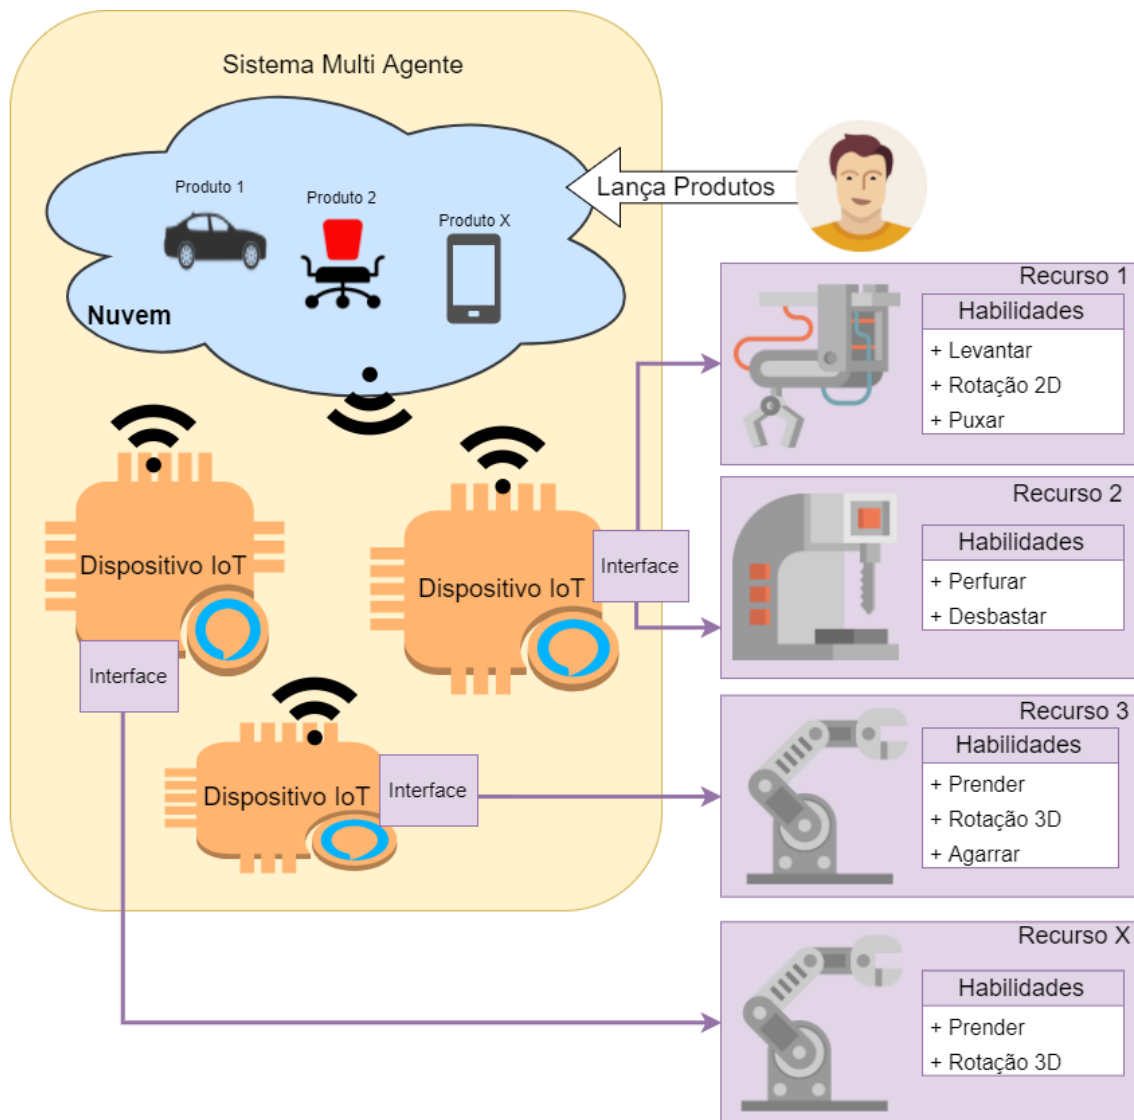 Sistema Multi Agente
Produto 1
Produto 2
Produto X
Nuvem
Lança Produtos
Dispositivo IoT
Interface
Dispositivo IoT
Interface
Dispositivo IoT
Interface
Recurso 1
Habilidades
+ Levantar
+ Rotação 2D
+ Puxar
Recurso 2
Habilidades
+ Perfurar
+ Desbastar
Recurso 3
Habilidades
+ Prender
+ Rotação 3D
+ Agarrar
Recurso X
Habilidades
+ Prender
+ Rotação 3D